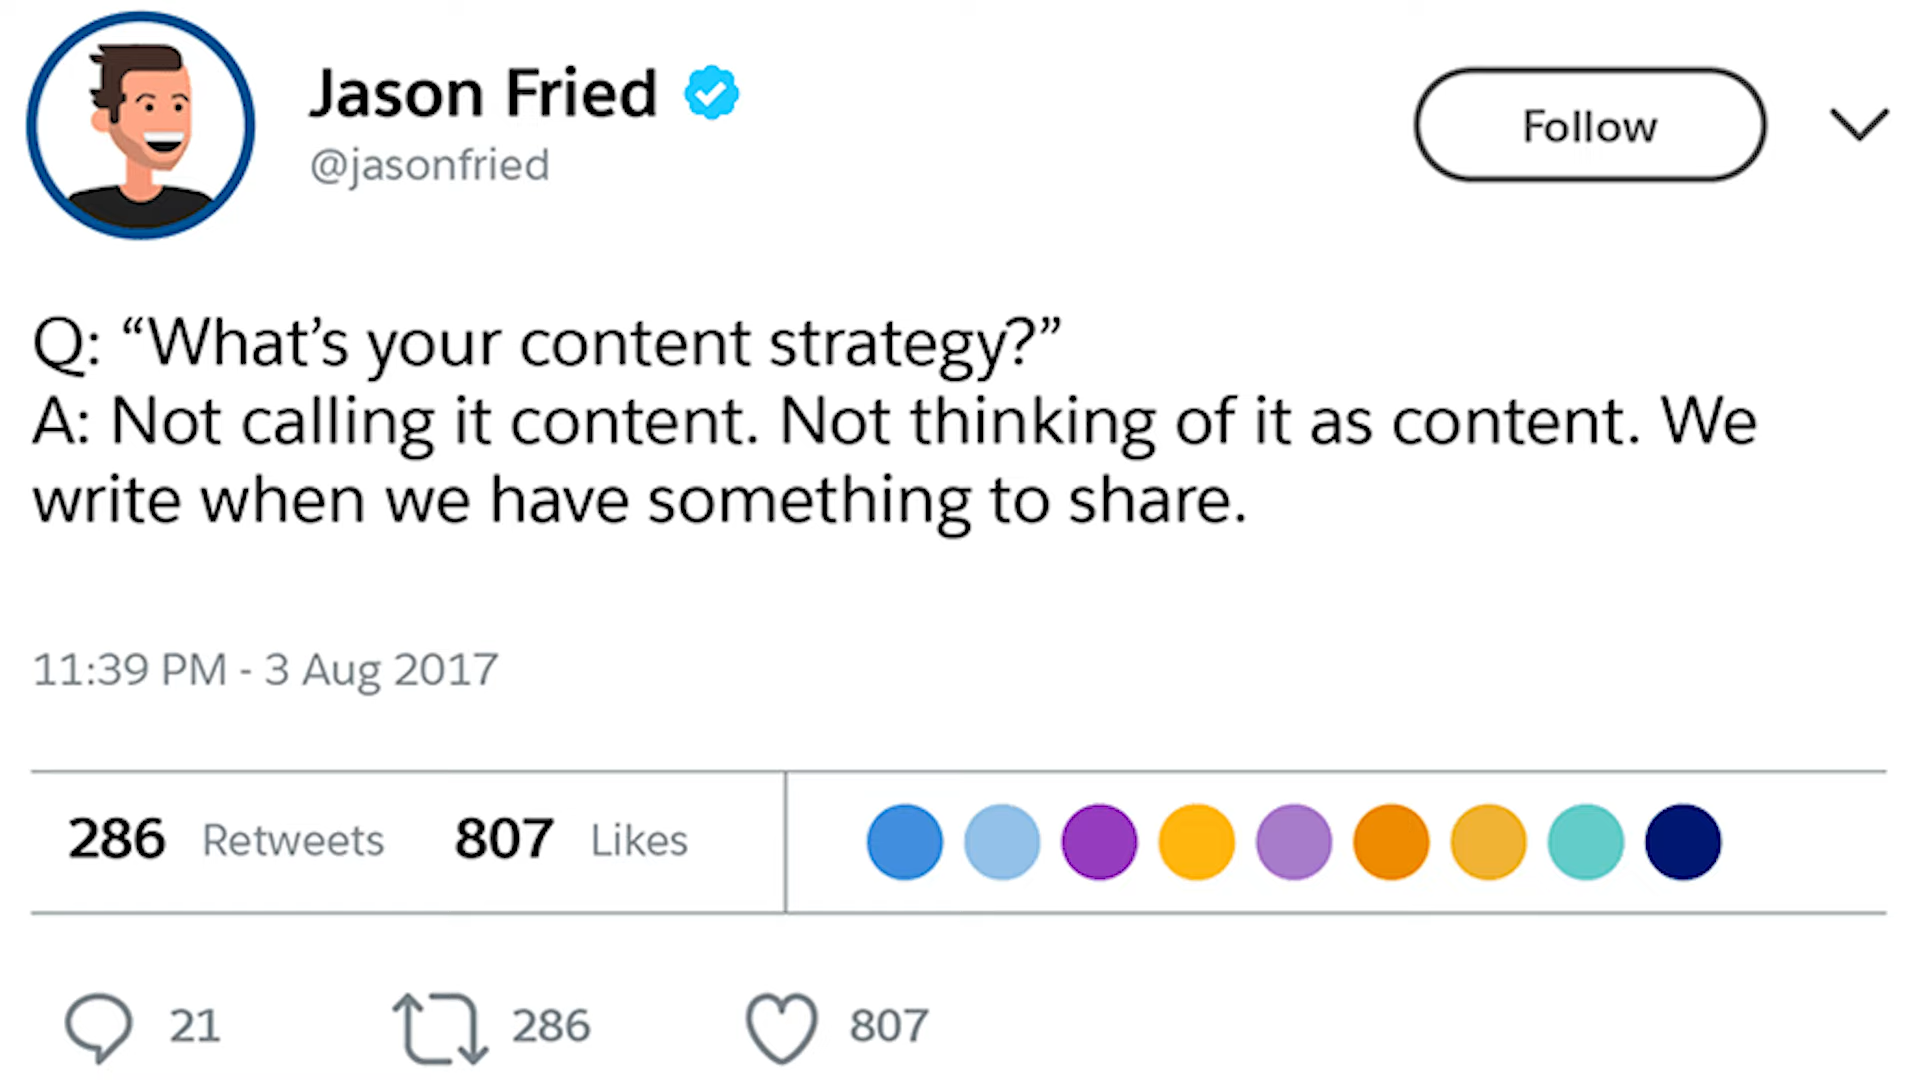 Jason Fried
@jasonfried
Follow
Q: “What’s your content strategy?”
A: Not calling it content. Not thinking of it as content. We
write when we have something to share.
11:39 PM - 3 Aug 2017
286 Retweets 807 Likes
21 286 807